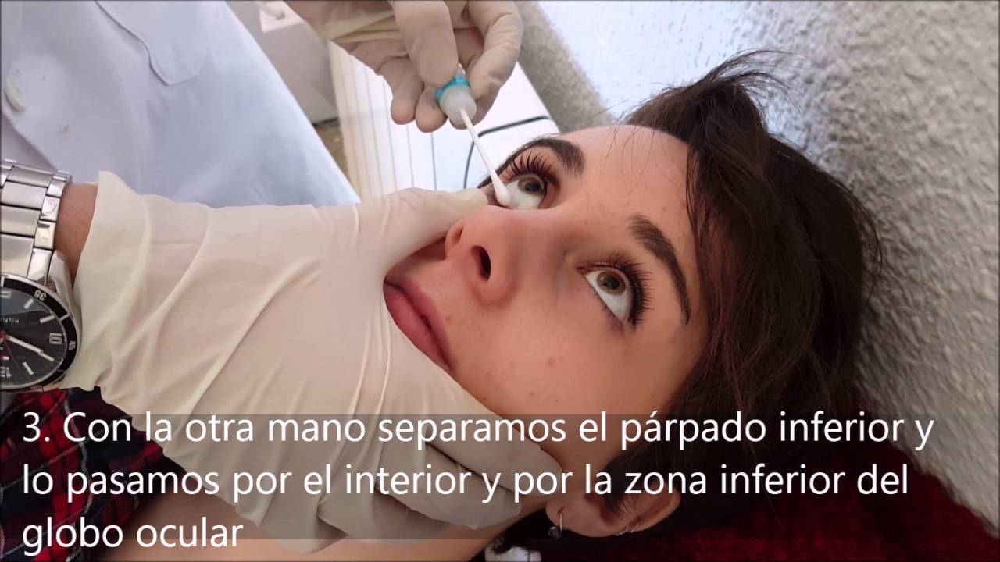 3. Con la otra mano separamos el párpado inferior y
lo pasamos por el interior y por la zona inferior del
globo ocular